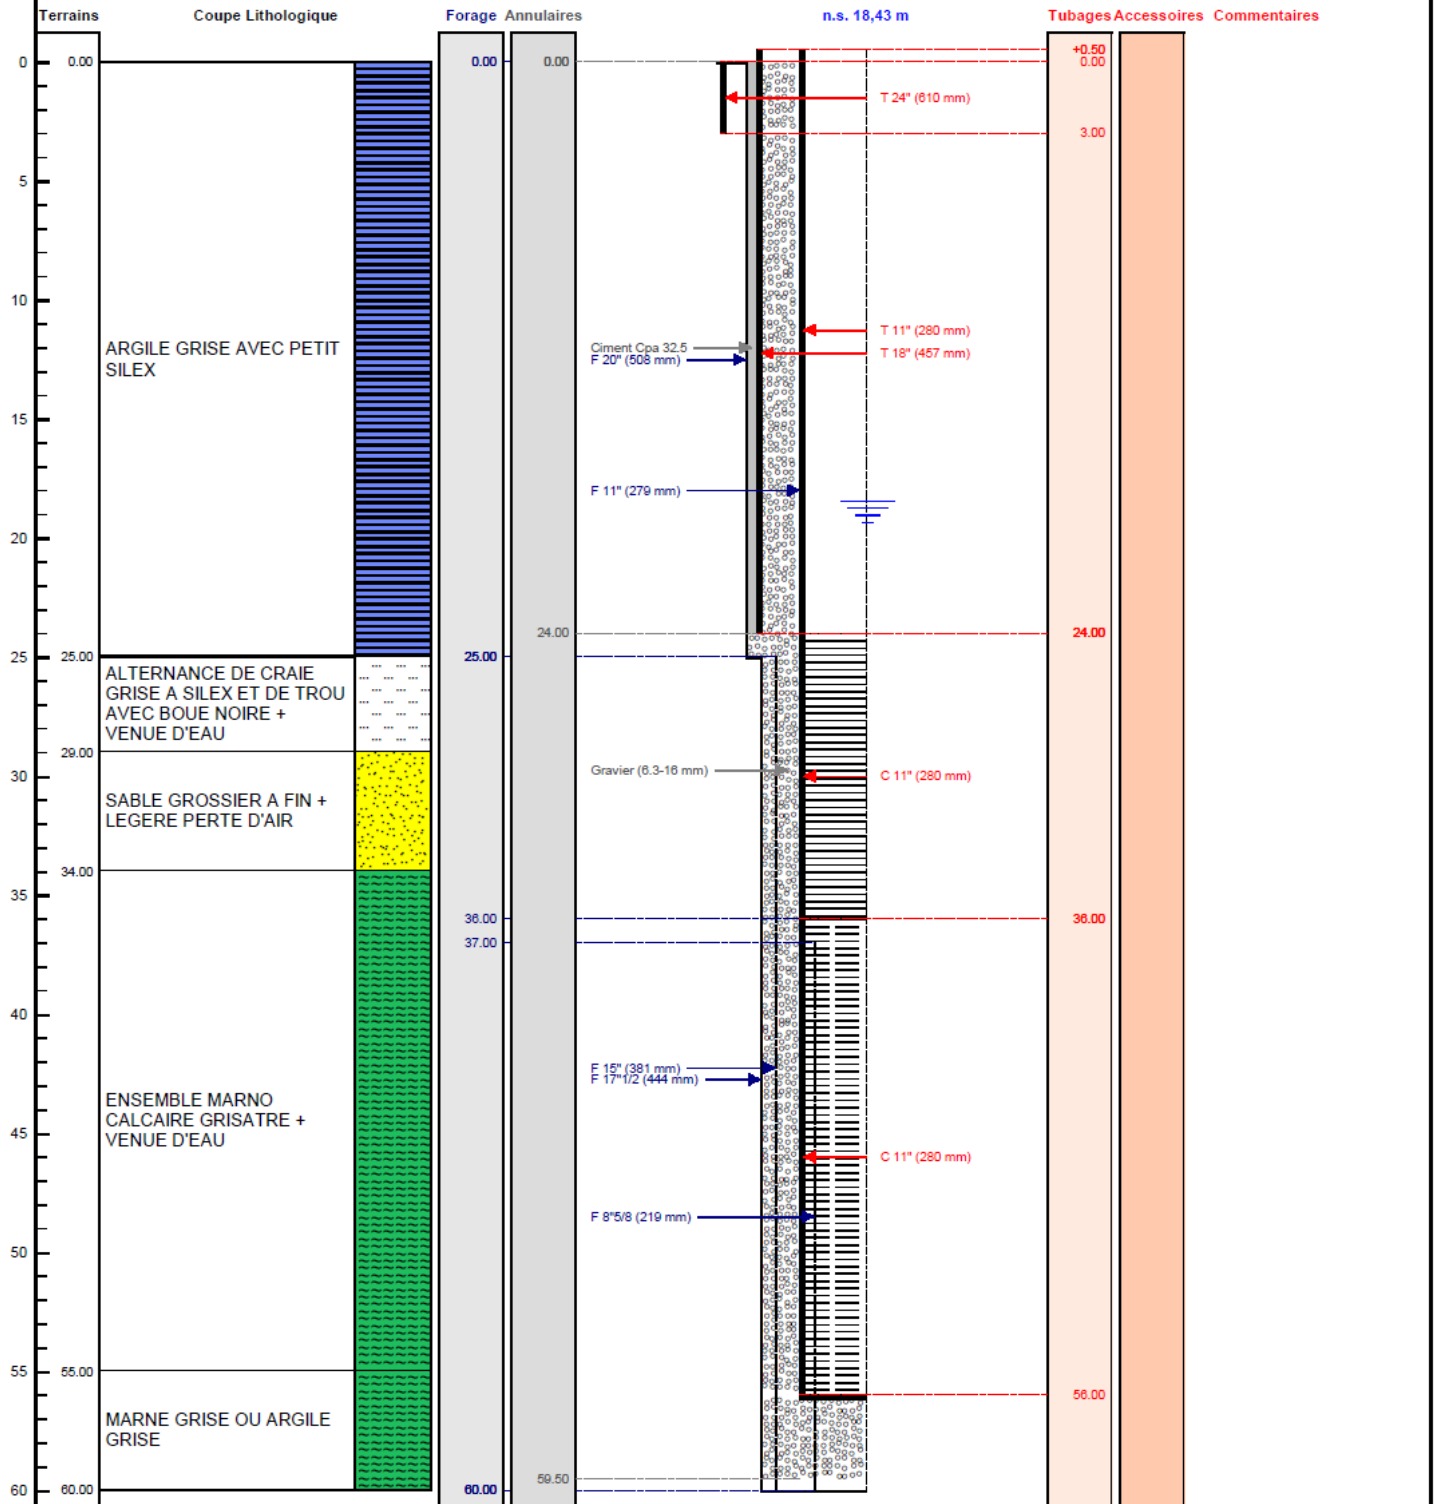 Terrains Coupe Lithologique Forage Annulaires n.s. 18,43 m Tubages Accessoires Commentaires
+0.50
0 0.00 0.00 0.00 0.00
T 24" (610 mm)
3.00
5
10
T 11" (280 mm)
ARGILE GRISE AVEC PETIT
SILEX
Ciment Cpa 32.5
F 20" (508 mm)
T 18" (457 mm)
15
F 11" (279 mm)
20
24.00 24.00
25 25.00 25.00
ALTERNANCE DE CRAIE
GRISE A SILEX ET DE TROU
AVEC BOUE NOIRE +
VENUE D'EAU
29.00
Gravier (6.3-16 mm)
30 C 11" (280 mm)
SABLE GROSSIER A FIN +
LEGERE PERTE D'AIR
34.00
35
36.00 36.00
37.00
40
F 15" (381 mm)
F 17"1/2 (444 mm)
ENSEMBLE MARNO
CALCAIRE GRISATRE +
VENUE D'EAU
45
C 11" (280 mm)
F 8"5/8 (219 mm)
50
55 55.00
56.00
MARNE GRISE OU ARGILE
GRISE
59.50
60 60.00 60.00